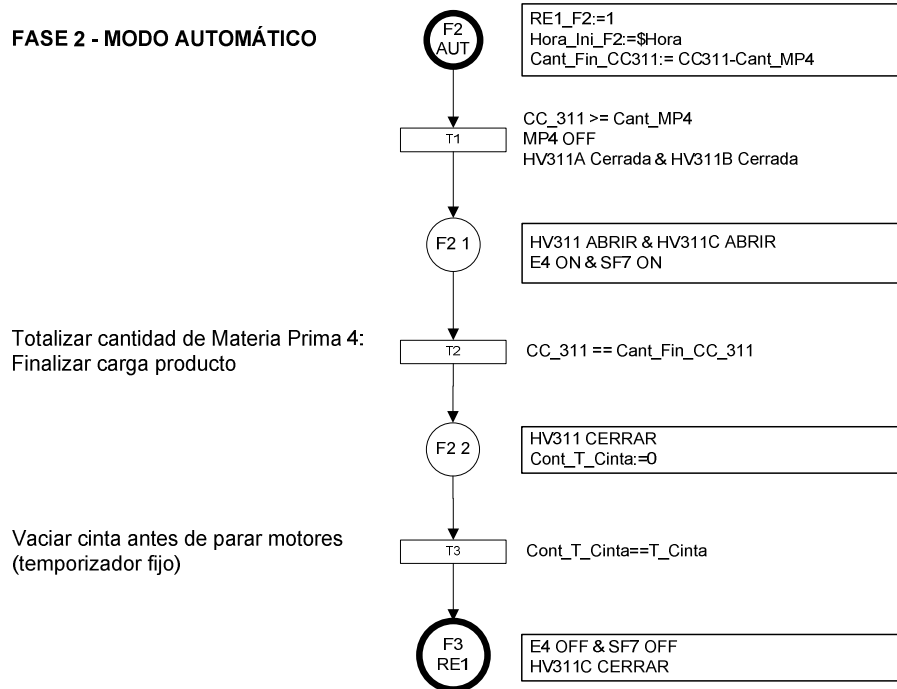 FASE 2 - MODO AUTOMÁTICO
F2
AUT
RE1_F2:=1
Hora_Ini_F2:=$Hora
Cant_Fin_CC311:= CC311-Cant_MP4
T1
CC_311 >= Cant_MP4
MP4 OFF
HV311A Cerrada & HV311B Cerrada
F2 1
HV311 ABRIR & HV311C ABRIR
E4 ON & SF7 ON
Totalizar cantidad de Materia Prima 4:
Finalizar carga producto
T2
CC_311 == Cant_Fin_CC_311
F2 2
HV311 CERRAR
Cont_T_Cinta:=0
Vaciar cinta antes de parar motores
(temporizador fijo)
T3
Cont_T_Cinta==T_Cinta
F3
RE1
E4 OFF & SF7 OFF
HV311C CERRAR